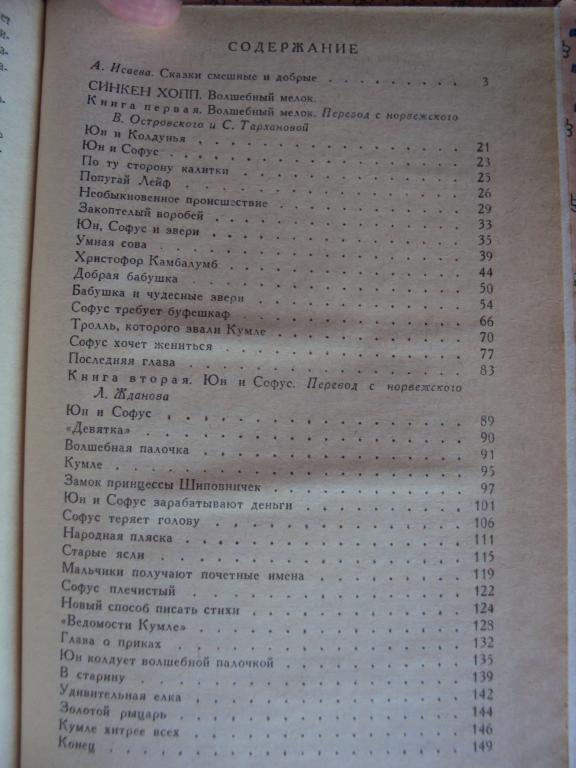 СОДЕРЖАНИЕ
А. Исаева. Сказки смешные и добрые . . . . . . . . 3
СИНКЕН ХОПП. Волшебный мелок.
Книга первая. Волшебный мелок. Перевод с норвежского
В. Островского и С. Тархановой
Юн и Колдунья . . . . . . . . 21
Юн и Софус . . . . . . . . 23
По ту сторону калитки . . . . . . . . 25
Попугай Лейф . . . . . . . . 26
Необыкновенное происшествие . . . . . . . . 29
Закоптелый воробей . . . . . . . . 33
Юн, Софус и звери . . . . . . . . 35
Умная сова . . . . . . . . 39
Христофор Камбалумб . . . . . . . . 44
Добрая бабушка . . . . . . . . 50
Бабушка и чудесные звери . . . . . . . . 54
Софус требует буфешкаф . . . . . . . . 66
Тролль, которого звали Кумле . . . . . . . . 70
Софус хочет жениться . . . . . . . . 77
Последняя глава . . . . . . . . 83
Книга вторая. Юн и Софус. Перевод с норвежского
Л. Жданова
Юн и Софус . . . . . . . . 89
«Девятка» . . . . . . . . 90
Волшебная палочка . . . . . . . . 91
Кумле . . . . . . . . 95
Замок принцессы Шиповничек . . . . . . . . 97
Юн и Софус зарабатывают деньги . . . . . . . . 101
Софус теряет голову . . . . . . . . 106
Народная пляска . . . . . . . . 111
Старые ясли . . . . . . . . 115
Мальчики получают почетные имена . . . . . . . . 119
Софус плечистый . . . . . . . . 122
Новый способ писать стихи . . . . . . . . 124
«Ведомости Кумле» . . . . . . . . 128
Глава о приках . . . . . . . . 132
Юн колдует волшебной палочкой . . . . . . . . 135
В старину . . . . . . . . 139
Удивительная елка . . . . . . . . 142
Золотой рыцарь . . . . . . . . 144
Кумле хитрее всех . . . . . . . . 146
Конец . . . . . . . . 149